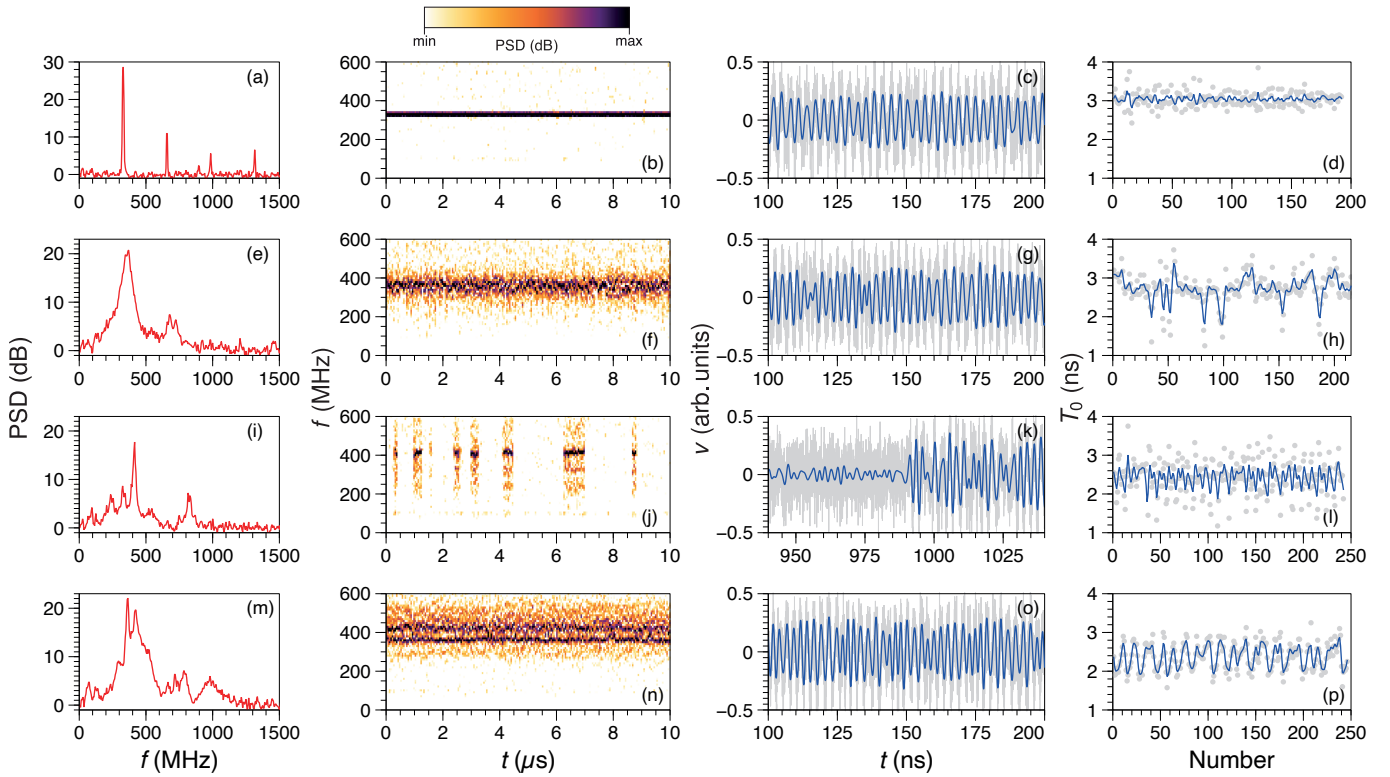 min PSD (dB) max
PSD (dB)
f (MHz)
v (arb. units)
T0 (ns)
30
20
10
0
(a)
0 500 1000 1500
600
400
200
0
(b)
0 2 4 6 8 10
0.5
0
−0.5
(c)
100 125 150 175 200
4
3
2
1
(d)
0 50 100 150 200
20
10
0
(e)
0 500 1000 1500
600
400
200
0
(f)
0 2 4 6 8 10
0.5
0
−0.5
(g)
100 125 150 175 200
4
3
2
1
(h)
0 50 100 150 200
20
10
0
(i)
0 500 1000 1500
600
400
200
0
(j)
0 2 4 6 8 10
0.5
0
−0.5
(k)
950 975 1000 1025
4
3
2
1
(l)
0 50 100 150 200 250
20
10
0
(m)
0 500 1000 1500
600
400
200
0
(n)
0 2 4 6 8 10
0.5
0
−0.5
(o)
100 125 150 175 200
4
3
2
1
(p)
0 50 100 150 200 250
f (MHz)
t (μs)
t (ns)
Number